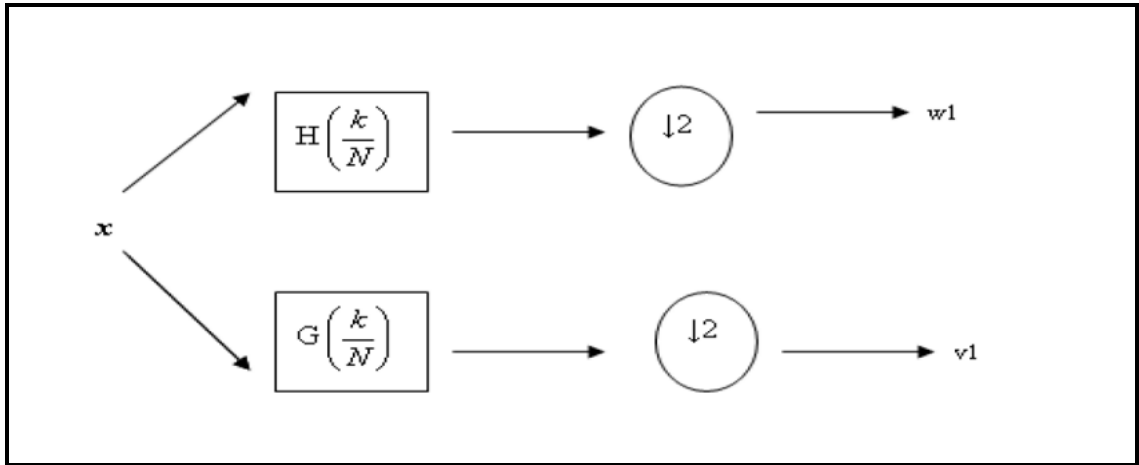 H(k/N)
↓2
w1
x
G(k/N)
↓2
v1